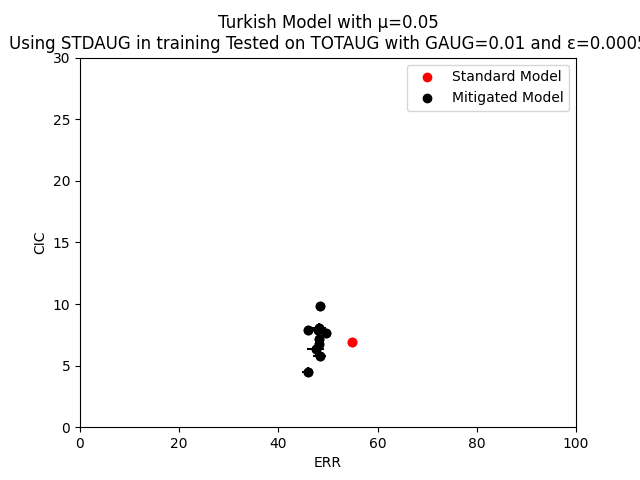 Turkish Model with μ=0.05
Using STDAUG in training Tested on TOTAUG with GAUG=0.01 and ε=0.0005
Standard Model
Mitigated Model
30
25
20
15
10
5
0
CIC
0 20 40 60 80 100
ERR